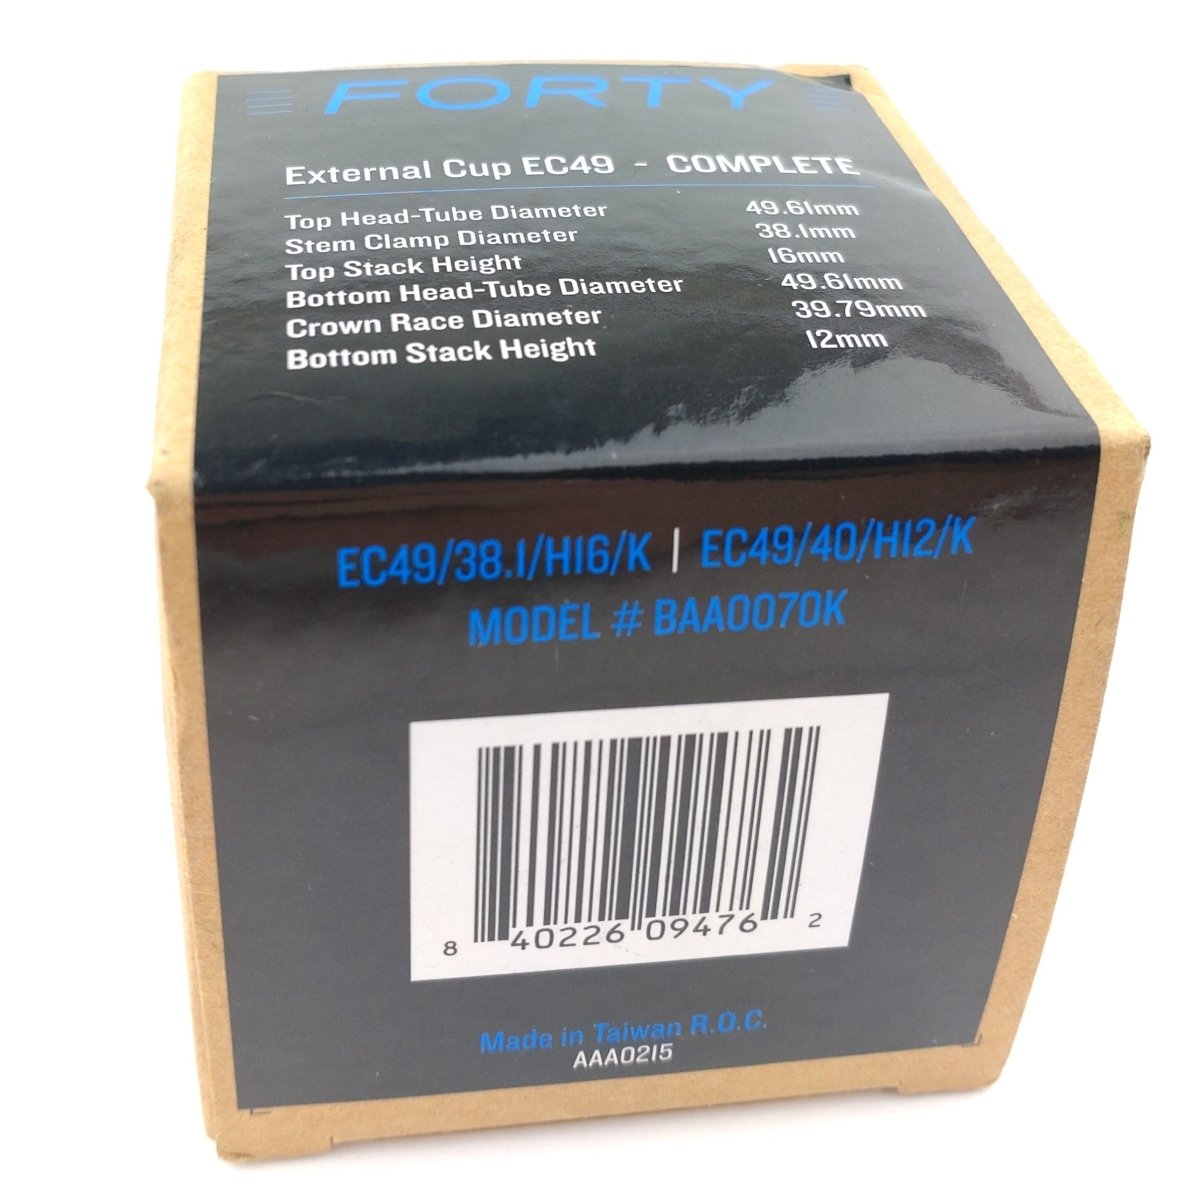 FORTY
External Cup EC49 - COMPLETE
Top Head-Tube Diameter 49.61mm
Stem Clamp Diameter 38.1mm
Top Stack Height 16mm
Bottom Head-Tube Diameter 49.61mm
Crown Race Diameter 39.79mm
Bottom Stack Height 12mm
EC49/38.1/H16/K | EC49/40/H12/K
MODEL # BAA0070K
8 40226 09476 2
Made in Taiwan R.O.C.
AAA0215